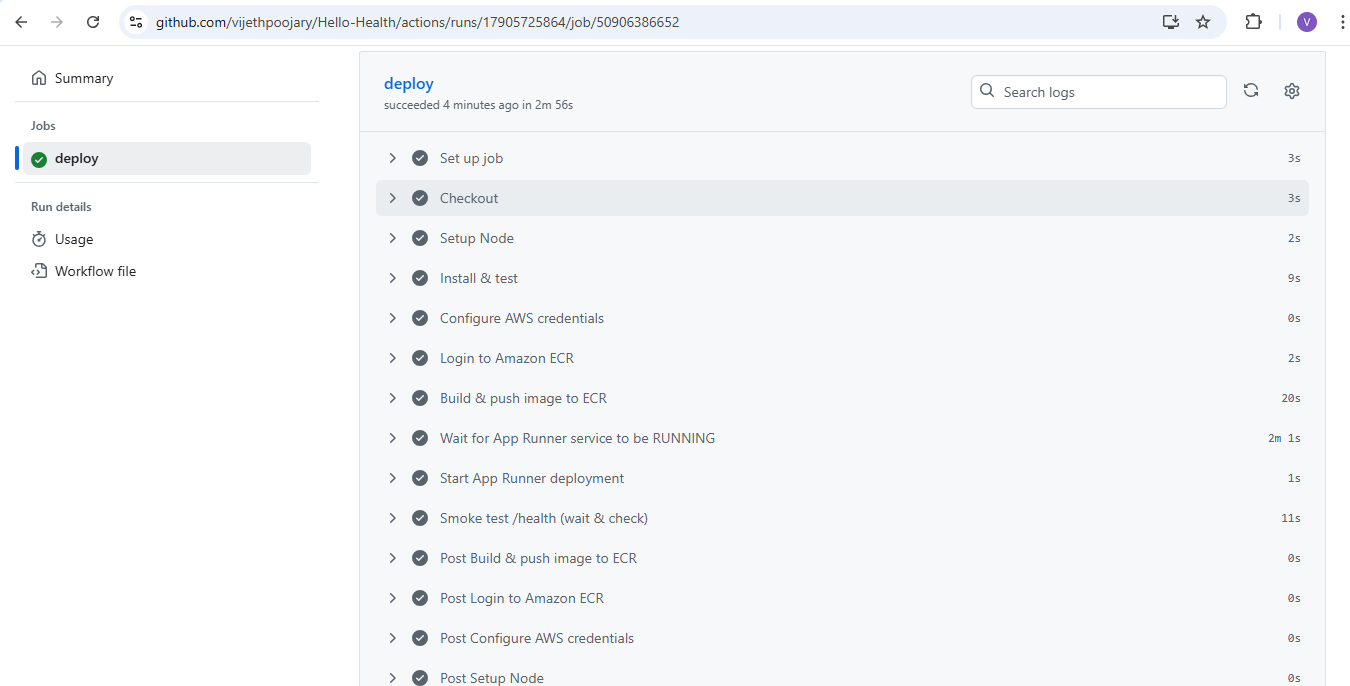 github.com/vijethpoojary/Hello-Health/actions/runs/17905725864/job/50906386652
V
Summary
Jobs
deploy
Run details
Usage
Workflow file
deploy
succeeded 4 minutes ago in 2m 56s
Search logs
Set up job 3s
Checkout 3s
Setup Node 2s
Install & test 9s
Configure AWS credentials 0s
Login to Amazon ECR 2s
Build & push image to ECR 20s
Wait for App Runner service to be RUNNING 2m 1s
Start App Runner deployment 1s
Smoke test /health (wait & check) 11s
Post Build & push image to ECR 0s
Post Login to Amazon ECR 0s
Post Configure AWS credentials 0s
Post Setup Node 0s